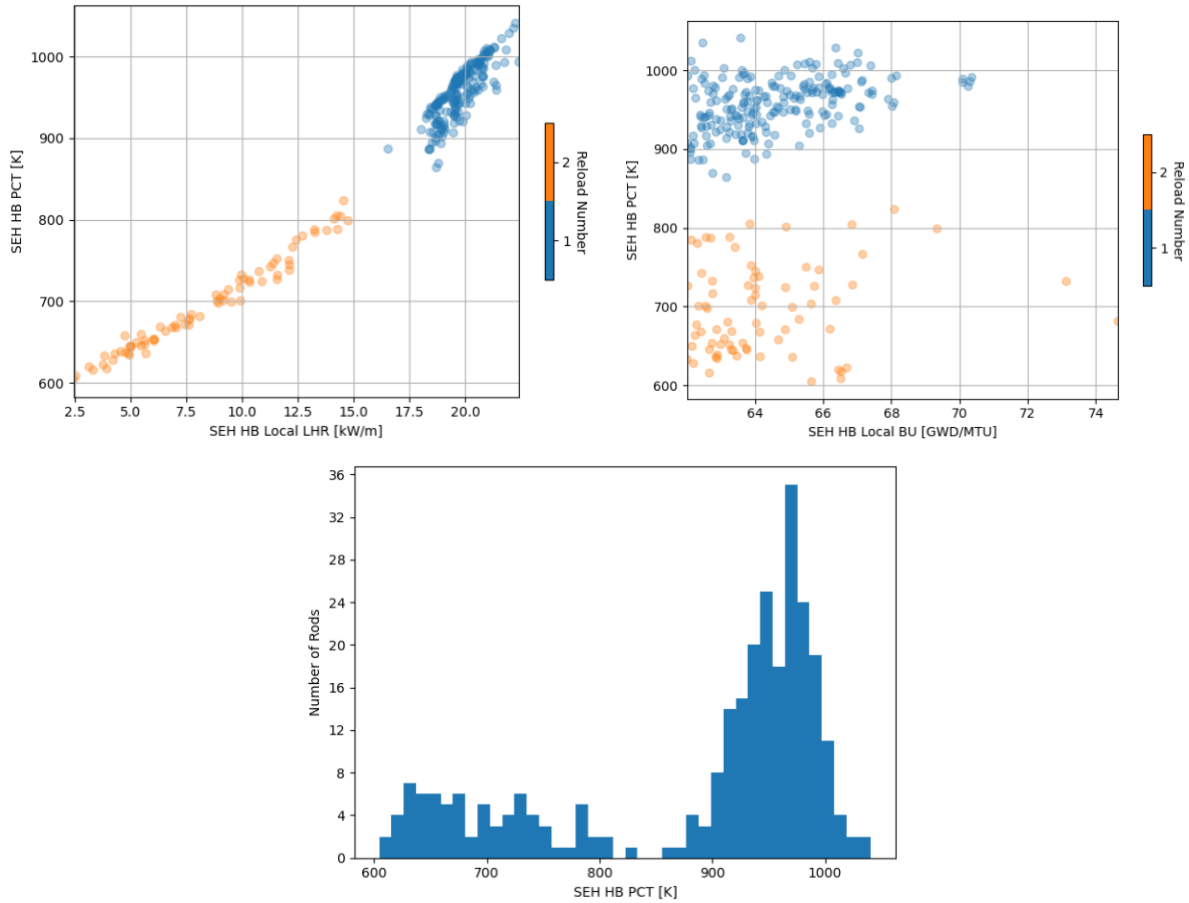 1000
900
800
700
600
SEH HB PCT [K]
2.5 5.0 7.5 10.0 12.5 15.0 17.5 20.0
SEH HB Local LHR [kW/m]
2
1
Reload Number
1000
900
800
700
600
SEH HB PCT [K]
64 66 68 70 72 74
SEH HB Local BU [GWD/MTU]
2
1
Reload Number
36
32
28
24
20
16
12
8
4
0
Number of Rods
600 700 800 900 1000
SEH HB PCT [K]